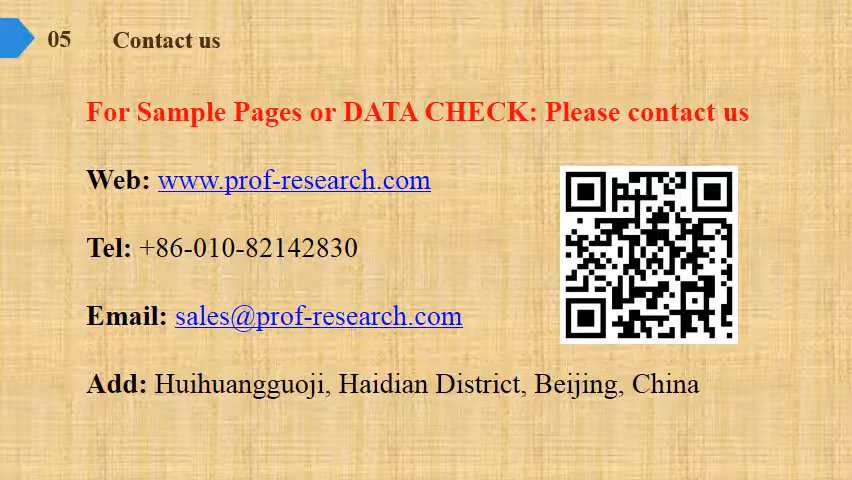 05 Contact us
For Sample Pages or DATA CHECK: Please contact us
Web: www.prof-research.com
Tel: +86-010-82142830
Email: sales@prof-research.com
Add: Huihuangguoji, Haidian District, Beijing, China